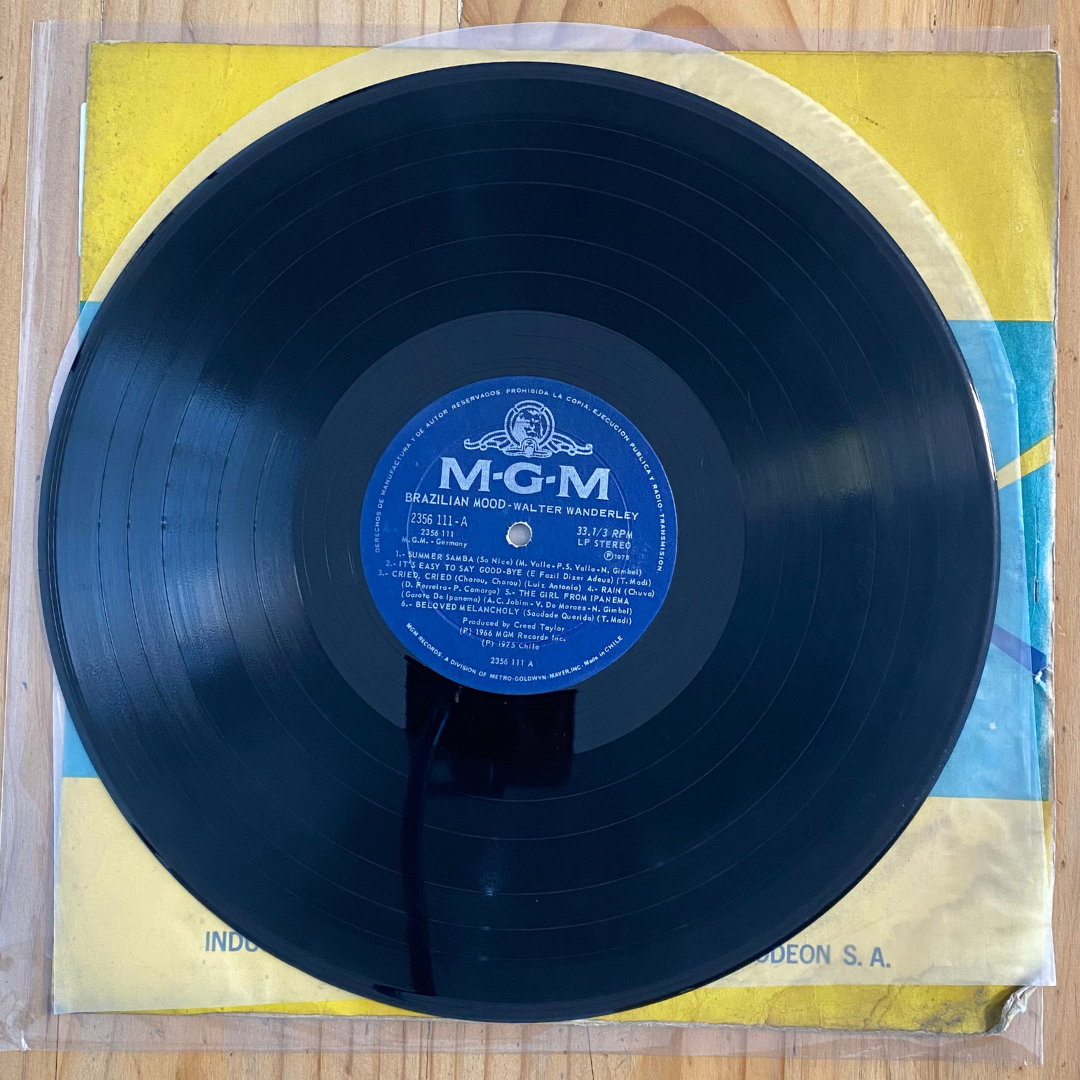 DERECHOS DE MANUFACTURA Y DE AUTOR RESERVADOS. PROHIBIDA LA COPIA, EJECUCION PUBLICA Y RADIO-TRANSMISION
M-G-M
BRAZILIAN MOOD-WALTER WANDERLEY
2356 111-A
33.1/3 RPM
2356 111
LP STEREO
M.G.M. - Germany
1.- SUMMER SAMBA (So Nice) (M. Valle-P.S. Valle-N. Gimbel)
2.- IT'S EASY TO SAY GOOD-BYE (E Fazil Dizer Adeus) (T. Madi)
3.- CRIED, CRIED (Chorou, Chorou) (Luiz Antonio) 4.- RAIN (Chuva)
(D. Ferreira-P. Camargo) 5.- THE GIRL FROM IPANEMA
(Garota De Ipanema) (A.C. Jobim-V. De Moraes-N. Gimbel)
6.- BELOVED MELANCHOLY (Saudade Querida) (T. Madi)
Produced by Creed Taylor
(P) 1966 MGM Records Inc.
(P) 1975 Chile
2356 111 A
MGM RECORDS, A DIVISION OF METRO-GOLDWYN-MAYER, INC. Made in CHILE
ODEON S. A.